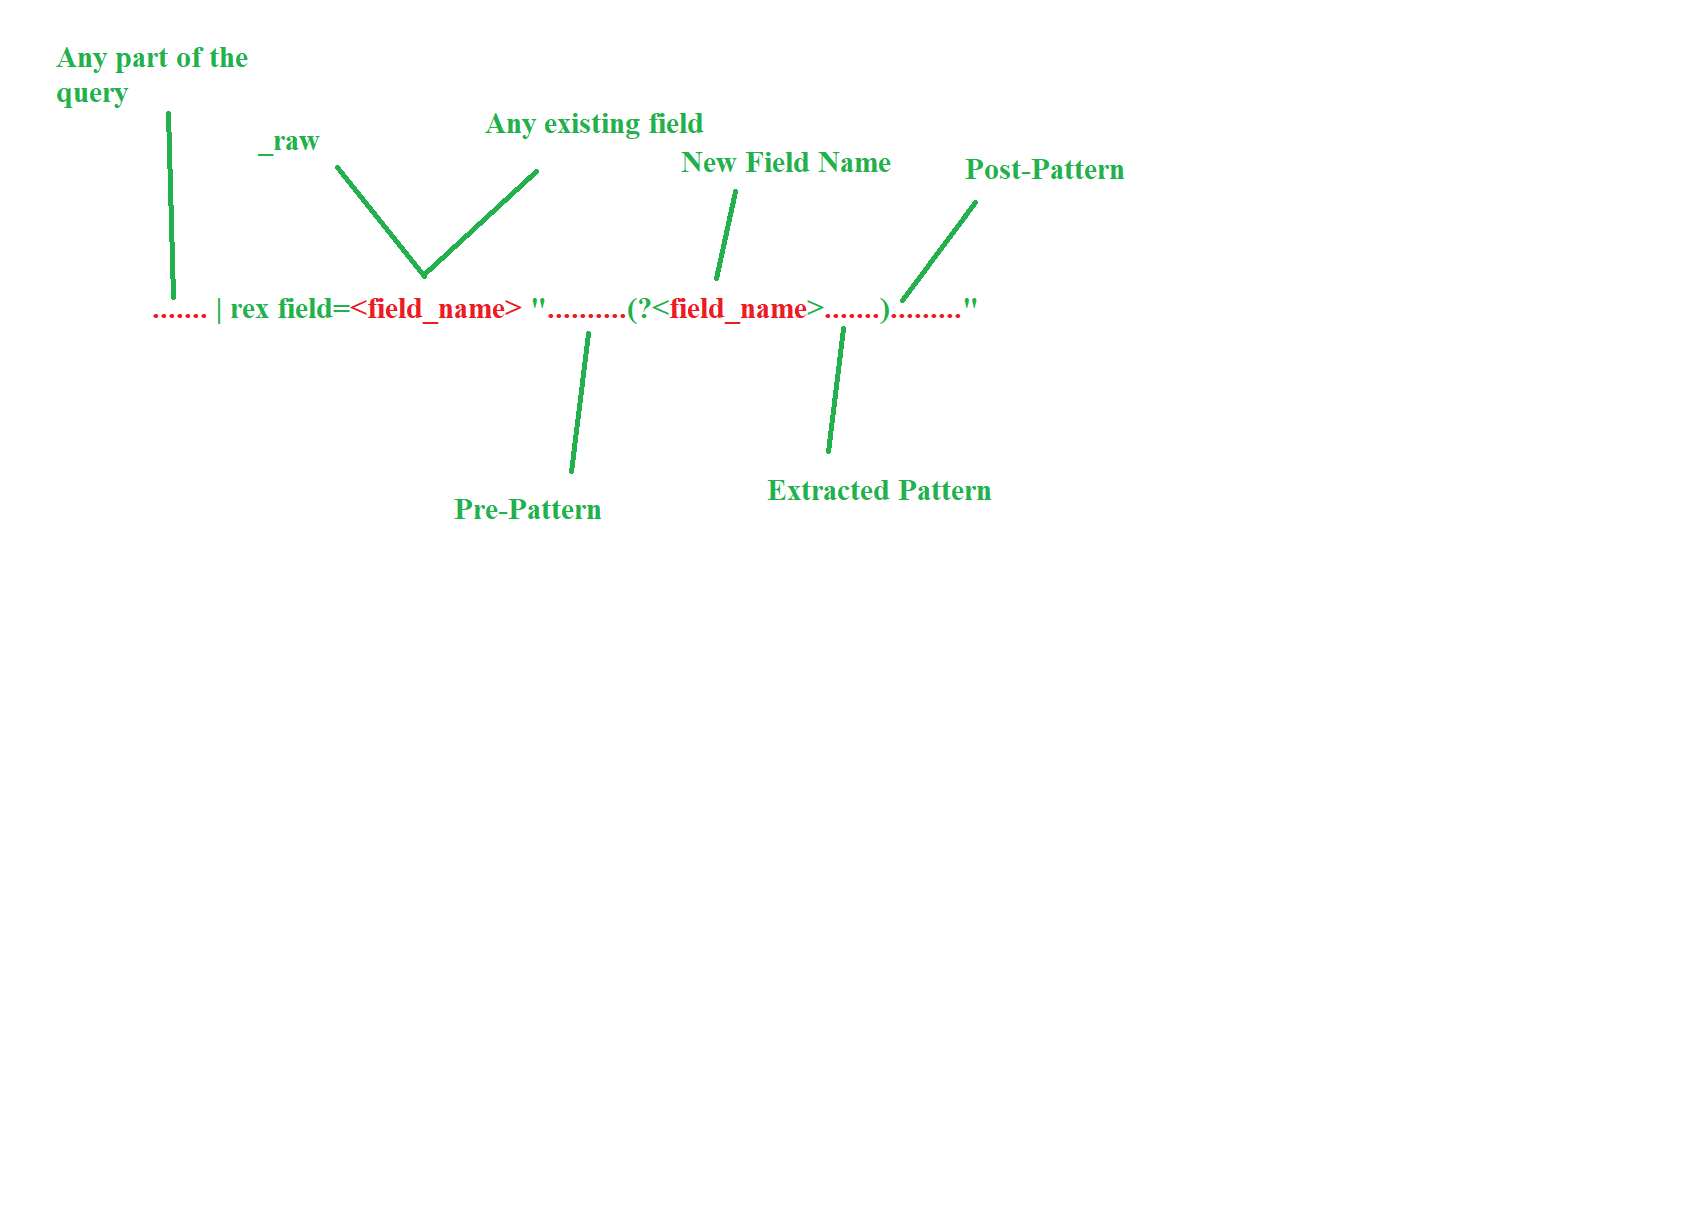 Any part of the
query
_raw
Any existing field
New Field Name
Post-Pattern
....... | rex field=<field_name> "..........(?<field_name>.......)........."
Pre-Pattern
Extracted Pattern